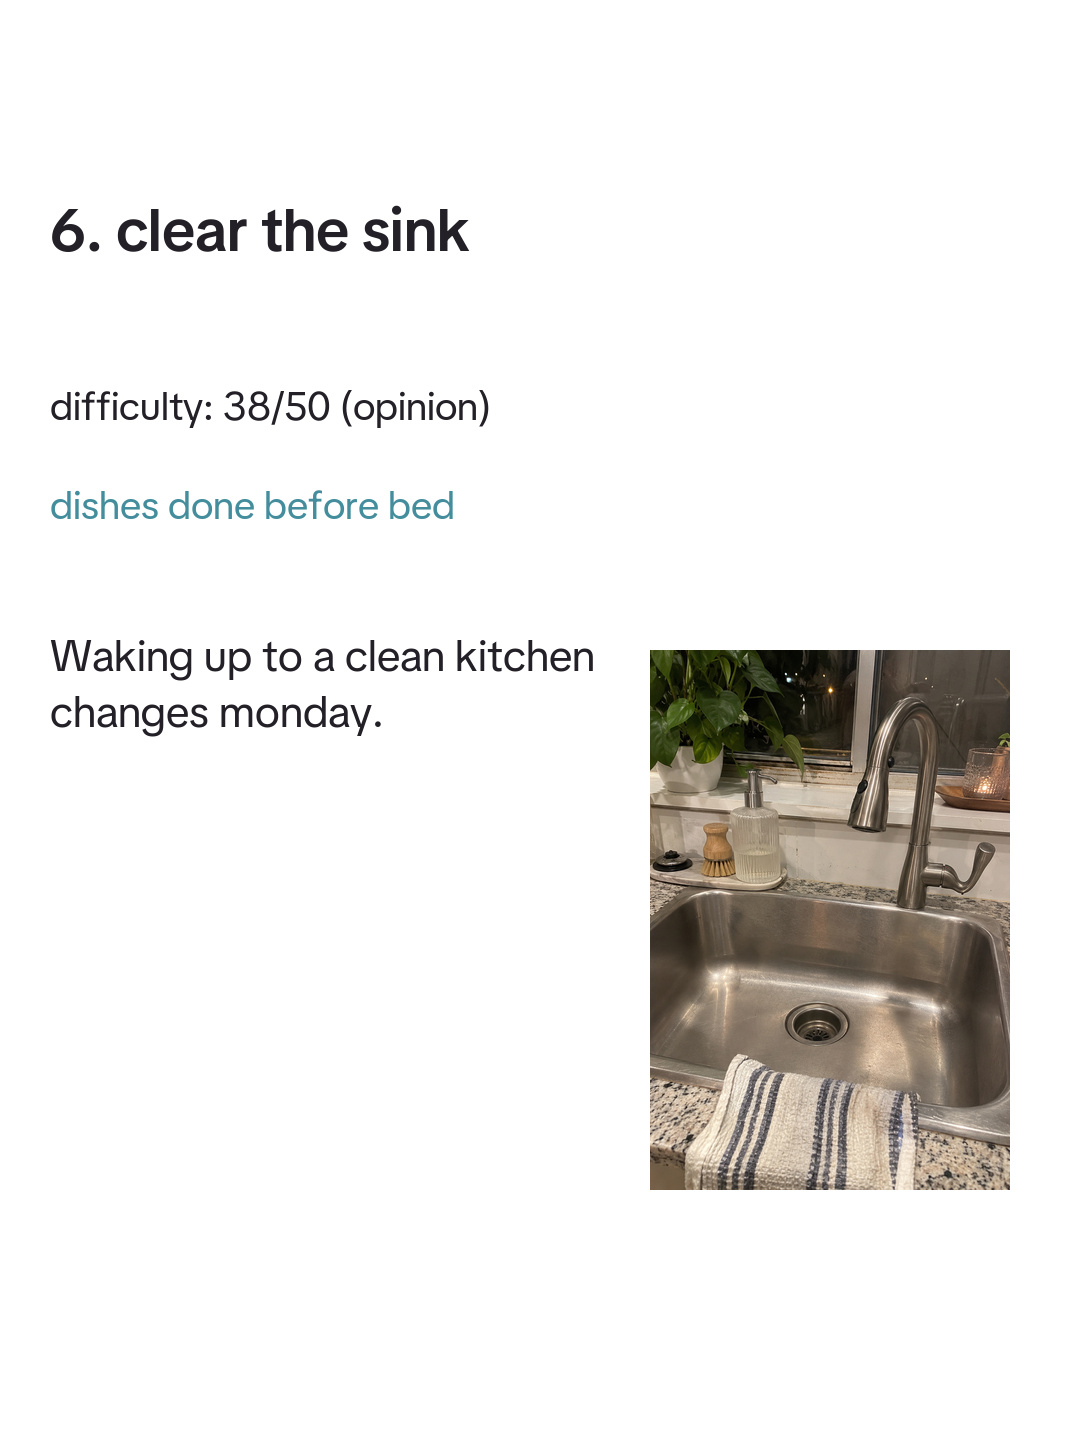 6. clear the sink
difficulty: 38/50 (opinion)
dishes done before bed
Waking up to a clean kitchen
changes monday.